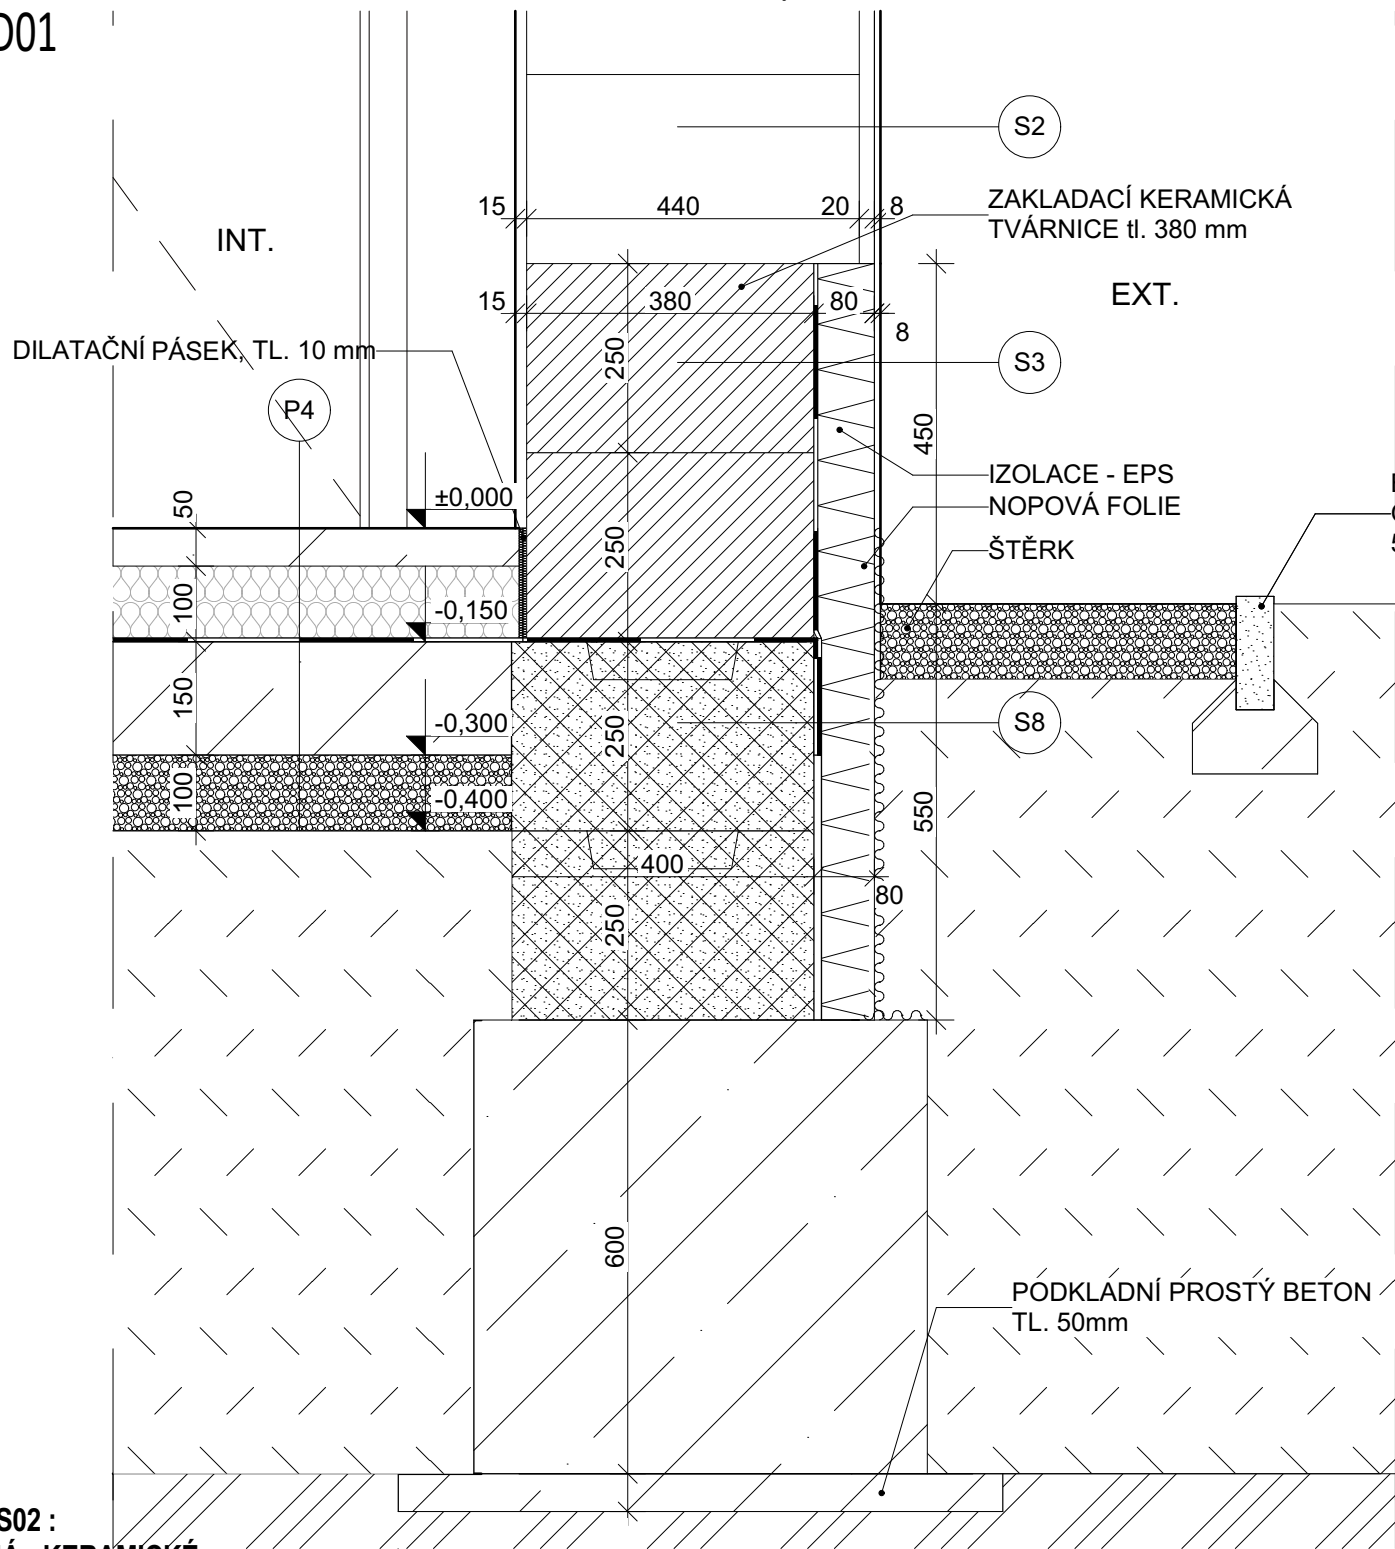 D01
S2
15 440 20 8
ZAKLADACÍ KERAMICKÁ
TVÁRNICE tl. 380 mm
INT.
EXT.
15 380 80
8
DILATAČNÍ PÁSEK, TL. 10 mm
250
S3
P4
450
IZOLACE - EPS
±0,000
50
NOPOVÁ FOLIE
250
ŠTĚRK
5
100
-0,150
150
-0,300
250
S8
100
-0,400
550
400
80
250
600
PODKLADNÍ PROSTÝ BETON
TL. 50mm
S02 :
- KERAMICKÉ